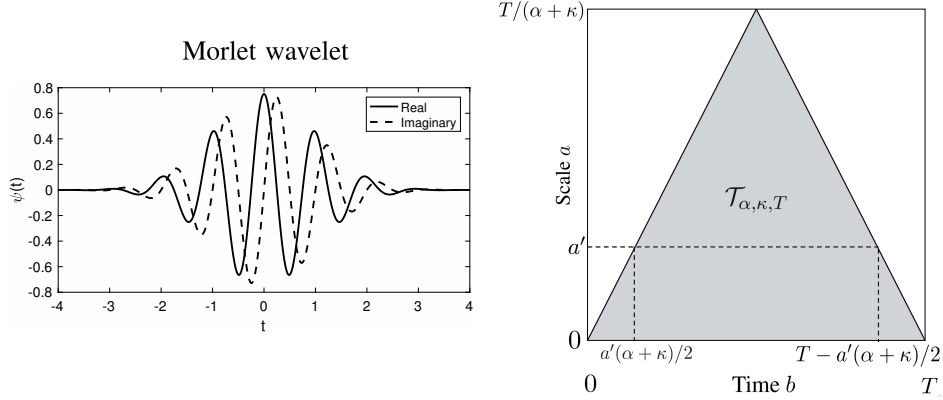 Morlet wavelet
0.8
0.6
0.4
0.2
0
-0.2
-0.4
-0.6
-0.8
ψ(t)
-4 -3 -2 -1 0 1 2 3 4
t
Real
Imaginary
T/(α + κ)
Scale a
𝒯α,κ,T
a′
0
a′(α + κ)/2
T − a′(α + κ)/2
0 Time b T